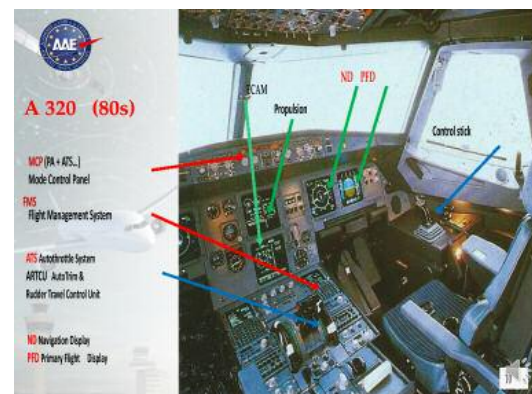 AAE
A 320 (80s)
MCP (PA + ATS...)
Mode Control Panel
FMS
Flight Management System
ATS Autothrottle System
ARTCU AutoTrim &
Rudder Travel Control Unit
ND Navigation Display
PFD Primary Flight Display
ECAM
Propulsion
ND PFD
Control stick